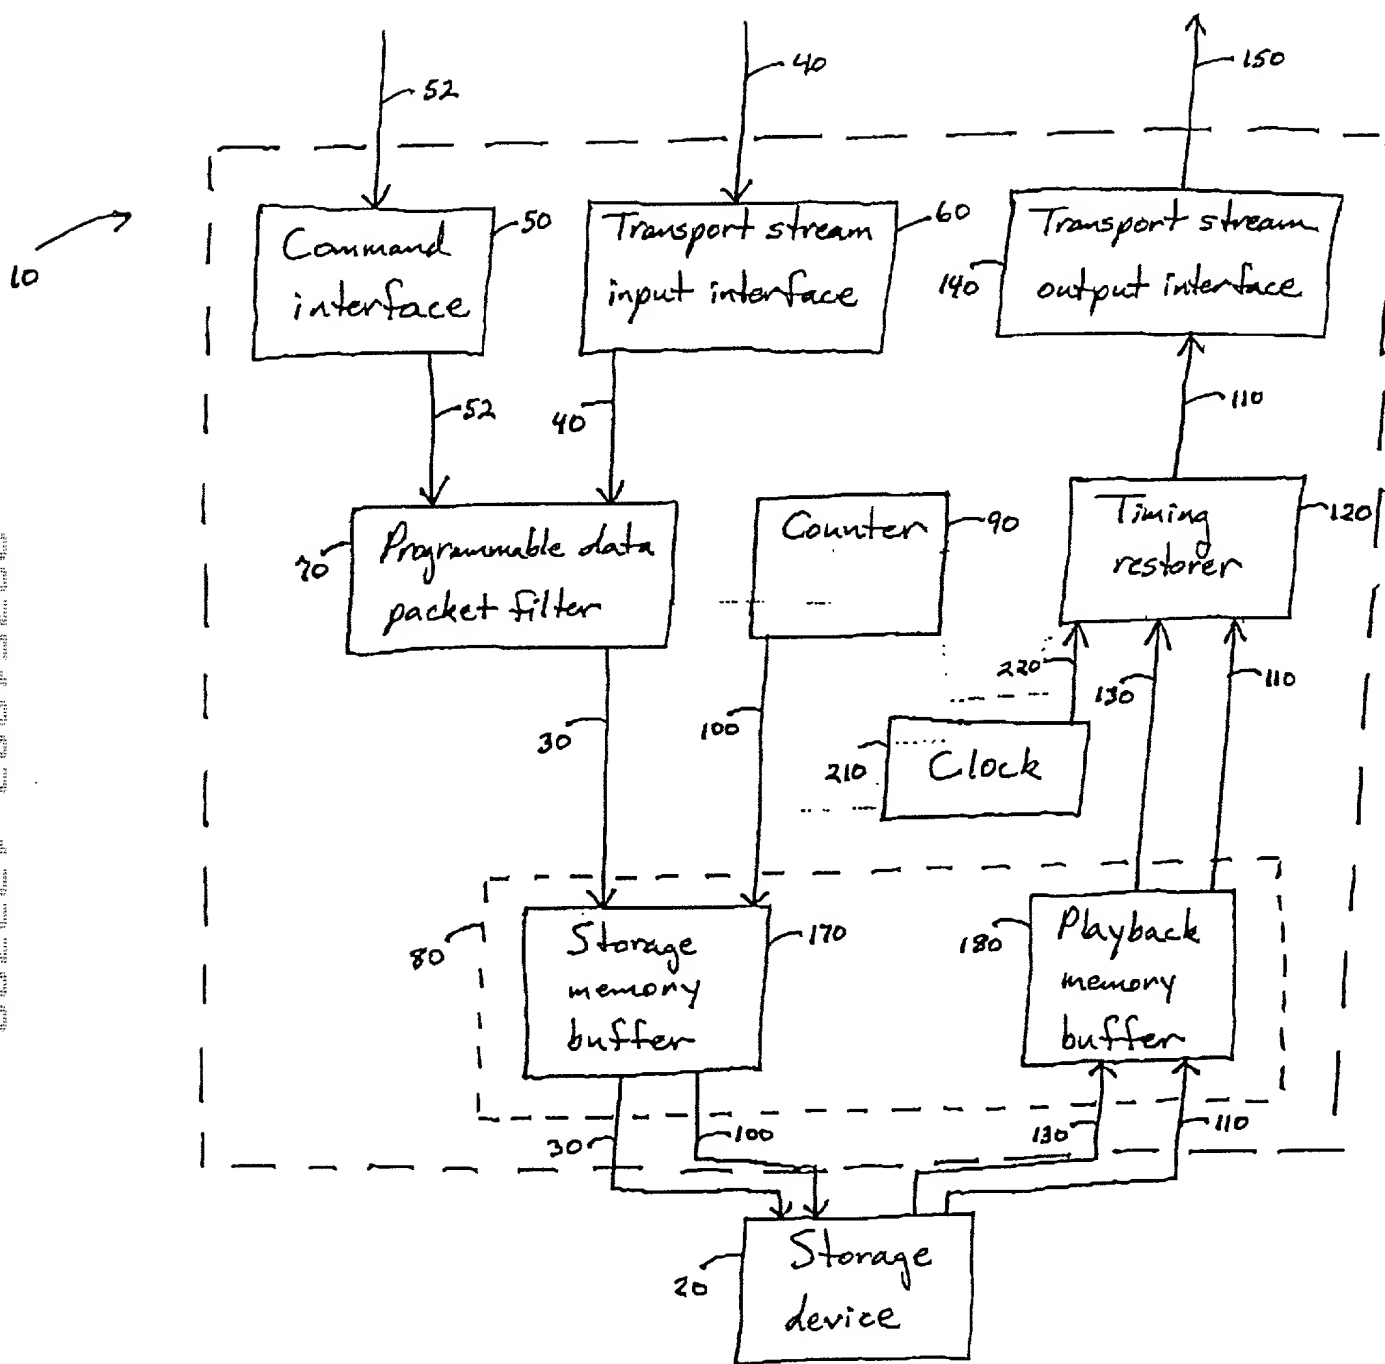 52
40
150
10
Command
interface
50
Transport stream
input interface
60
Transport stream
output interface
140
52
40
110
Programmable data
packet filter
70
Counter
90
Timing
restorer
120
30
100
220
130
110
210
Clock
80
Storage
memory
buffer
170
180
Playback
memory
buffer
30
100
130
110
20
Storage
device